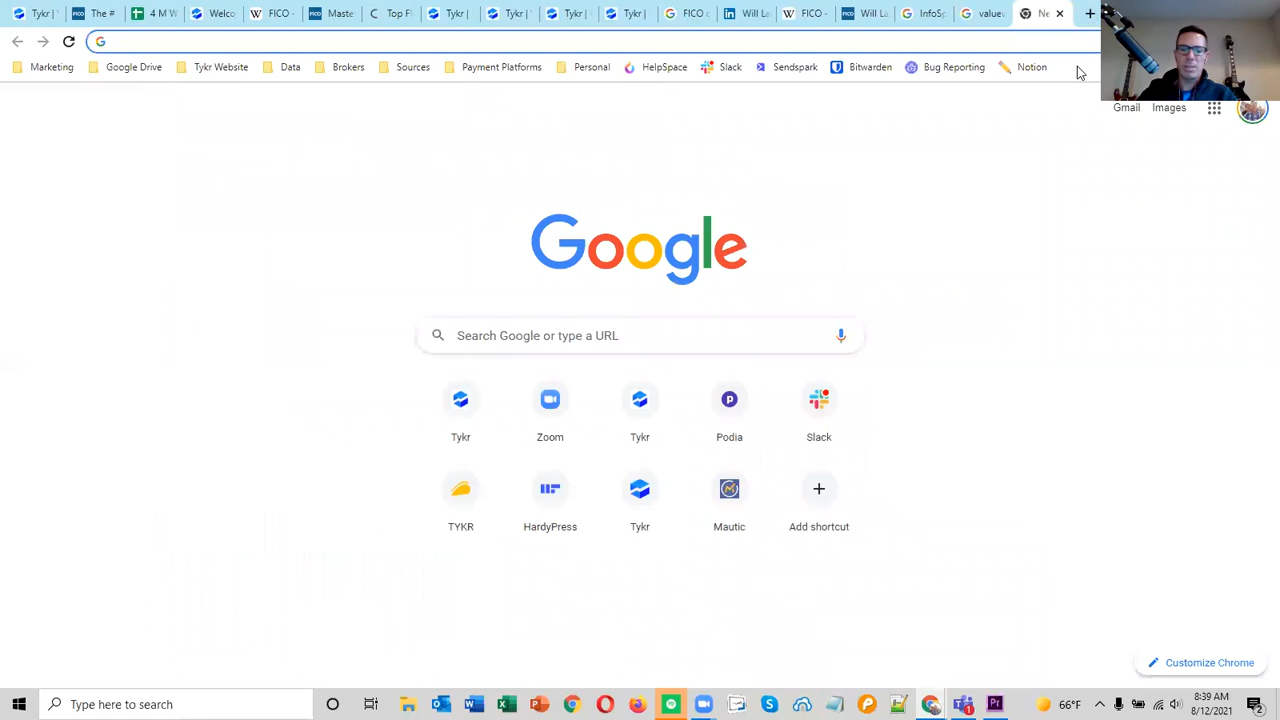 Tykr
The #
4 M W
Welco
FICO -
Maste
Top Fi
Tykr
Tykr
Tykr
Tykr
FICO c
Will La
FICO -
Will La
InfoSp
valuev
Ne
Marketing Google Drive Tykr Website Data Brokers Sources Payment Platforms Personal HelpSpace Slack Sendspark Bitwarden Bug Reporting Notion
Gmail Images
Google
Search Google or type a URL
Tykr Zoom Tykr Podia Slack
TYKR HardyPress Tykr Mautic Add shortcut
Customize Chrome
Type here to search
66°F
8:39 AM
8/12/2021
2